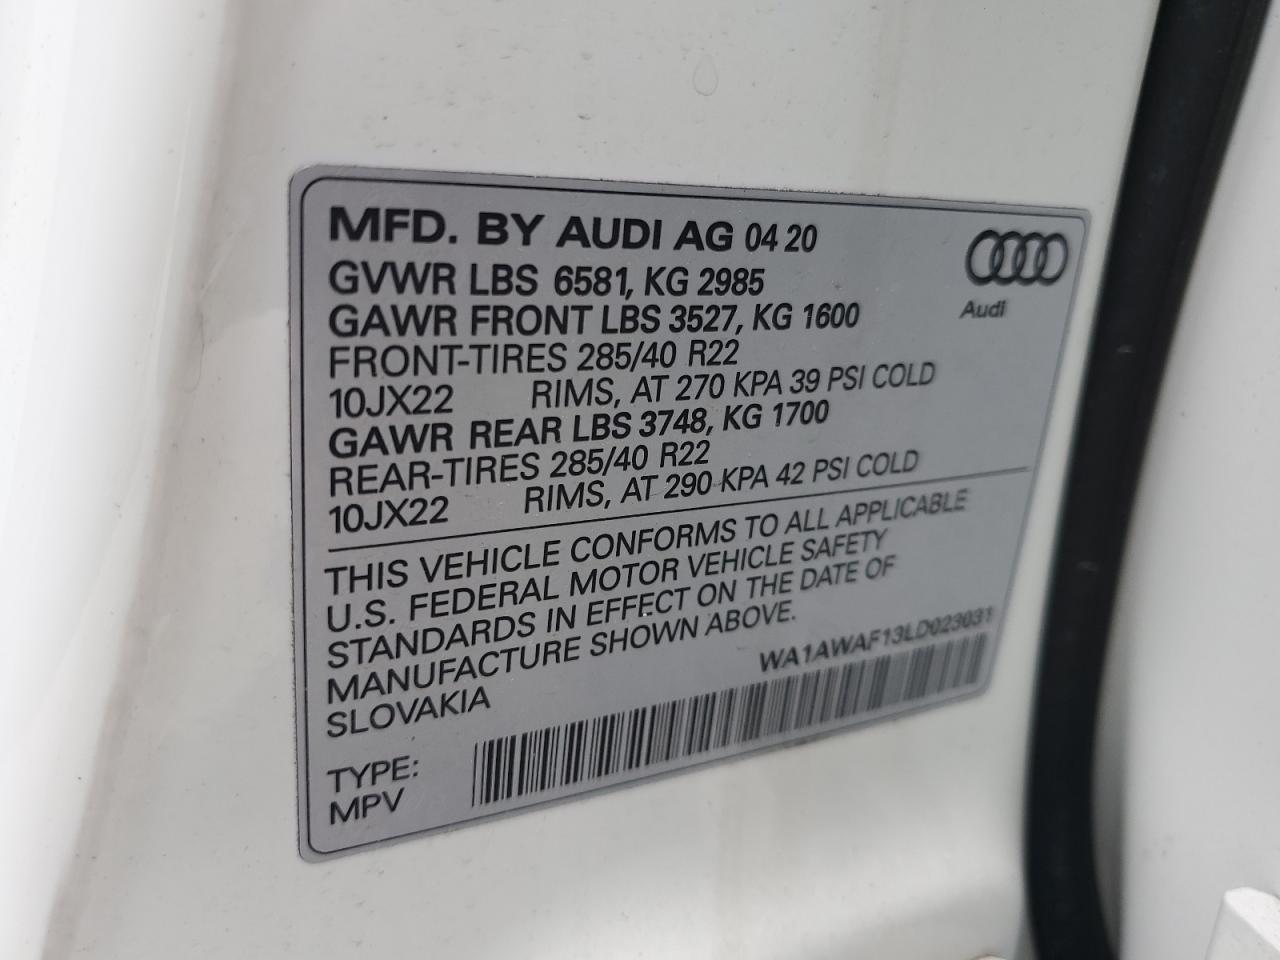 MFD. BY AUDI AG 04 20
GVWR LBS 6581, KG 2985
GAWR FRONT LBS 3527, KG 1600
FRONT-TIRES 285/40 R22
10JX22 RIMS, AT 270 KPA 39 PSI COLD
GAWR REAR LBS 3748, KG 1700
REAR-TIRES 285/40 R22
10JX22 RIMS, AT 290 KPA 42 PSI COLD
Audi
THIS VEHICLE CONFORMS TO ALL APPLICABLE
U.S. FEDERAL MOTOR VEHICLE SAFETY
STANDARDS IN EFFECT ON THE DATE OF
MANUFACTURE SHOWN ABOVE.
SLOVAKIA
WA1AWAF13LD023031
TYPE:
MPV